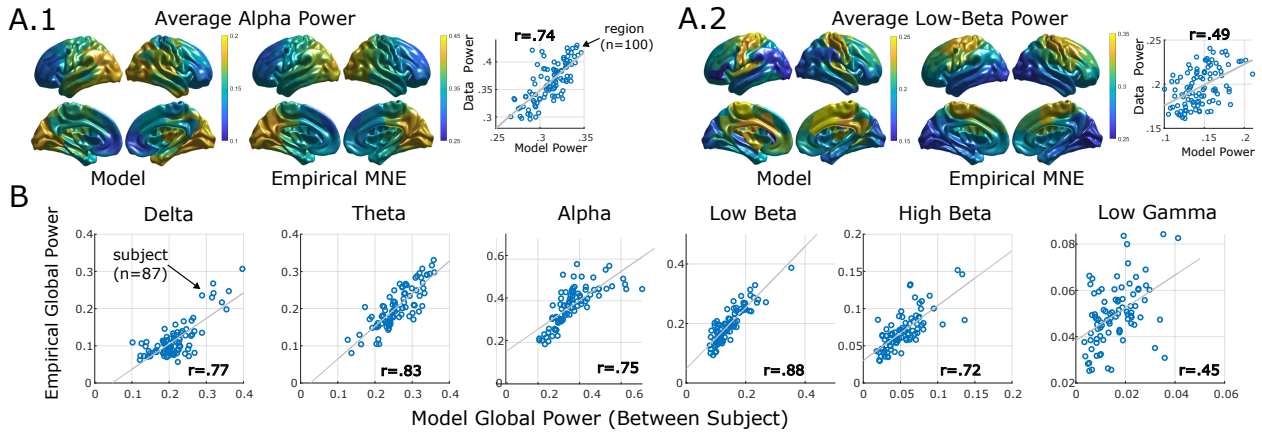 A.1
Average Alpha Power
0.2
0.1
0.45
0.25
r=.74
region
(n=100)
Data Power
.4
.35
.3
.25
.3
.35
Model Power
Model
Empirical MNE
A.2
Average Low-Beta Power
0.25
0.15
0.35
0.25
r=.49
Data Power
.25
.2
.15
.1
.15
.2
Model Power
Model
Empirical MNE
B
Empirical Global Power
Delta
subject
(n=87)
0.4
0.3
0.2
0.1
0
0
0.1
0.2
0.3
0.4
r=.77
Theta
0.4
0.3
0.2
0.1
0
0
0.1
0.2
0.3
0.4
r=.83
Alpha
0.6
0.4
0.2
0
0
0.2
0.4
0.6
r=.75
Low Beta
0.4
0.2
0
0
0.2
0.4
r=.88
High Beta
0.2
0.15
0.1
0.05
0
0
0.05
0.1
0.15
0.2
r=.72
Low Gamma
0.08
0.06
0.04
0.02
0
0.02
0.04
0.06
r=.45
Model Global Power (Between Subject)